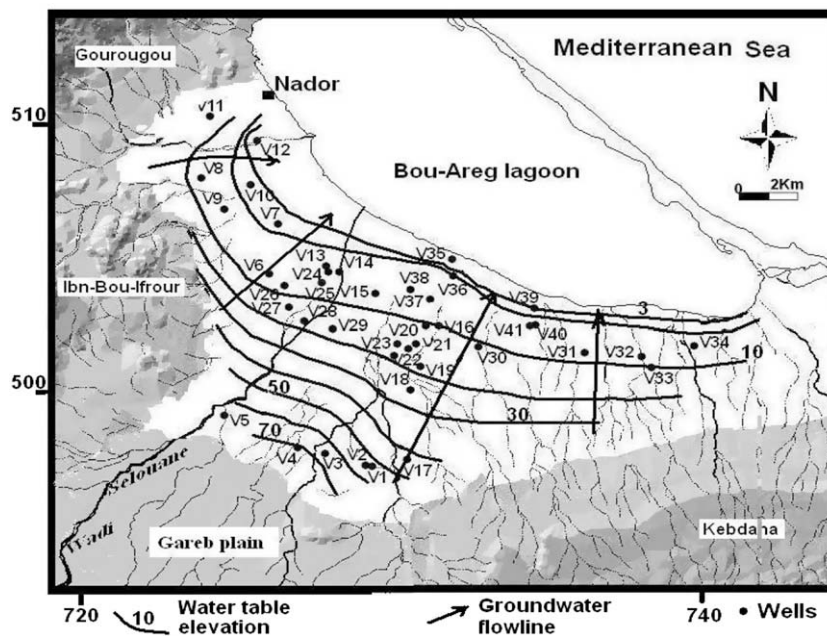 Gourougou
Mediterranean Sea
Nador
N
510
v11
V12
Bou-Areg lagoon
0 2Km
V8
V9
V10
V7
V35
V13
V14
V6
V24
V38
V36
Ibn-Bou-Ifrour
V26
V25
V15
V37
V39
3
V27
V28
V29
V20
V16
V41
V40
V23
V21
V34
V22
V30
V31
V32
10
V19
V33
500
V18
50
30
V5
70
V4
V3
V2
V1
V17
Wadi Selouane
Gareb plain
Kebdana
720
740
10
Water table elevation
Groundwater flowline
Wells